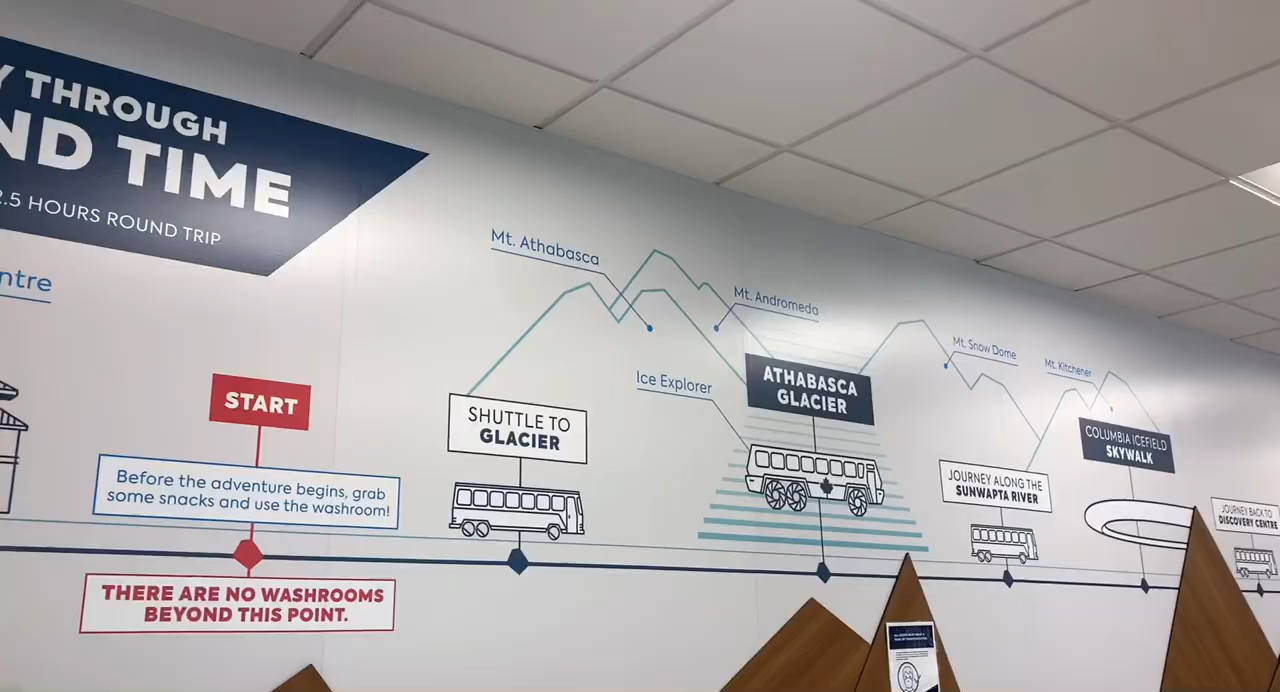 Y THROUGH
ND TIME
2.5 HOURS ROUND TRIP
ntre
START
Before the adventure begins, grab
some snacks and use the washroom!
THERE ARE NO WASHROOMS
BEYOND THIS POINT.
SHUTTLE TO
GLACIER
Mt. Athabasca
Mt. Andromeda
Ice Explorer
ATHABASCA
GLACIER
Mt. Snow Dome
JOURNEY ALONG THE
SUNWAPTA RIVER
Mt. Kitchener
COLUMBIA ICEFIELD
SKYWALK
JOURNEY BACK TO
DISCOVERY CENTRE